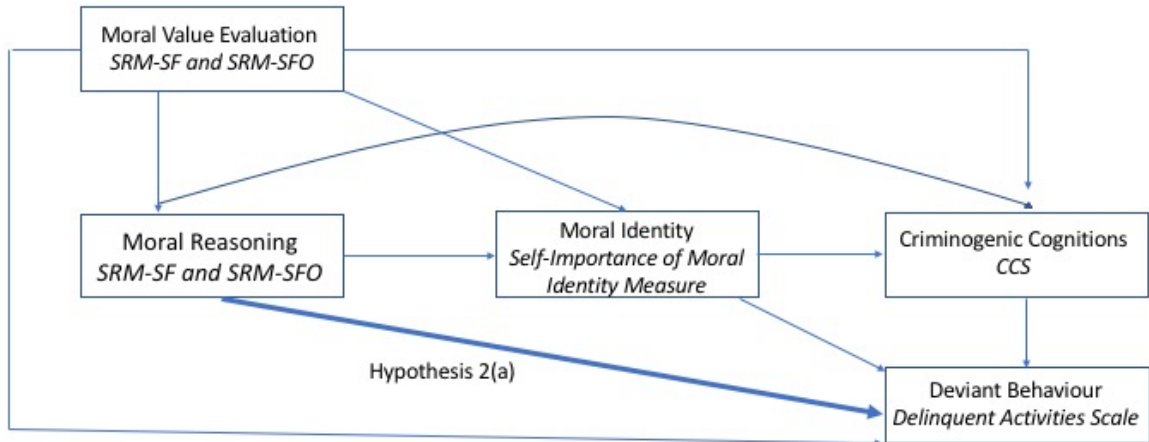 Moral Value Evaluation
SRM-SF and SRM-SFO
Moral Reasoning
SRM-SF and SRM-SFO
Moral Identity
Self-Importance of Moral
Identity Measure
Criminogenic Cognitions
CCS
Hypothesis 2(a)
Deviant Behaviour
Delinquent Activities Scale